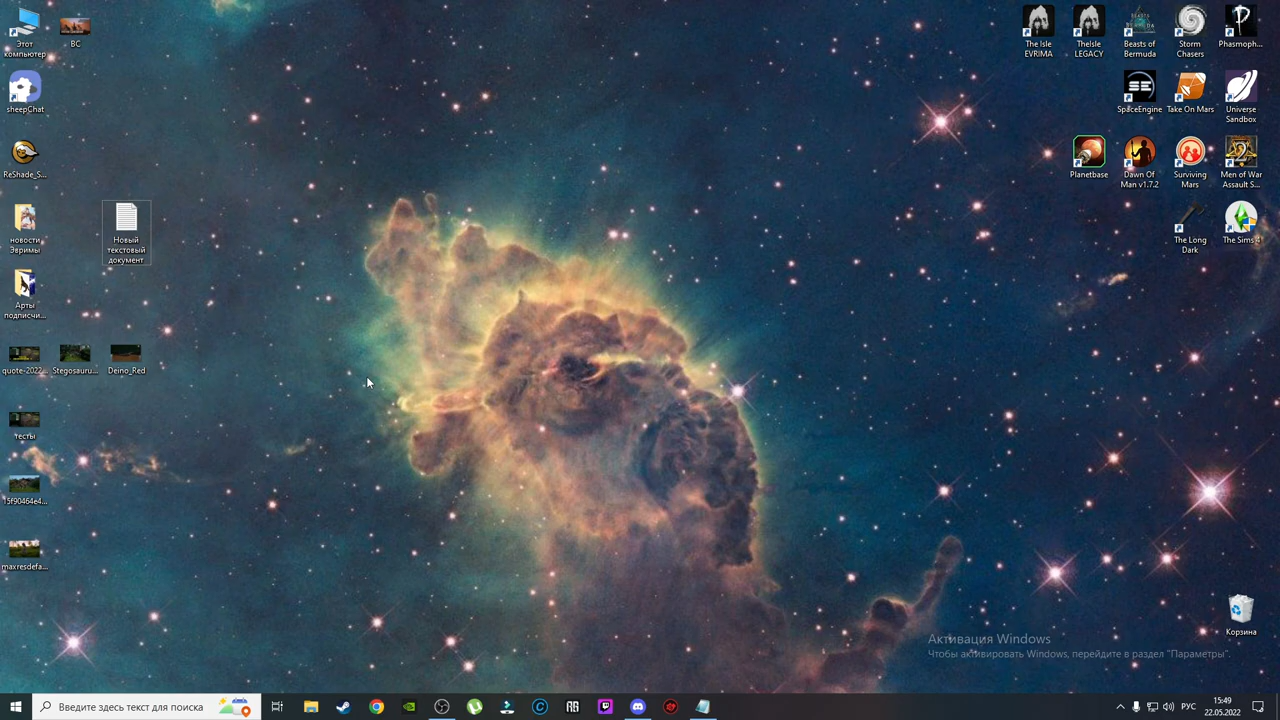 Этот
компьютер
ВС
sheepChat
ReShade_S...
новости
Эвримы
Новый
текстовый
документ
Арты
подписчи...
quote-2022...
Stegosauru...
Deino_Red
тесты
15f90464e4...
maxresdefa...
The Isle
EVRIMA
TheIsle
LEGACY
Beasts of
Bermuda
Storm
Chasers
Phasmoph...
SpaceEngine
Take On Mars
Universe
Sandbox
Planetbase
Dawn Of
Man v1.7.2
Surviving
Mars
Men of War
Assault S...
The Long
Dark
The Sims 4
Корзина
Активация Windows
Чтобы активировать Windows, перейдите в раздел "Параметры".
Введите здесь текст для поиска
РУС
15:49
22.05.2022